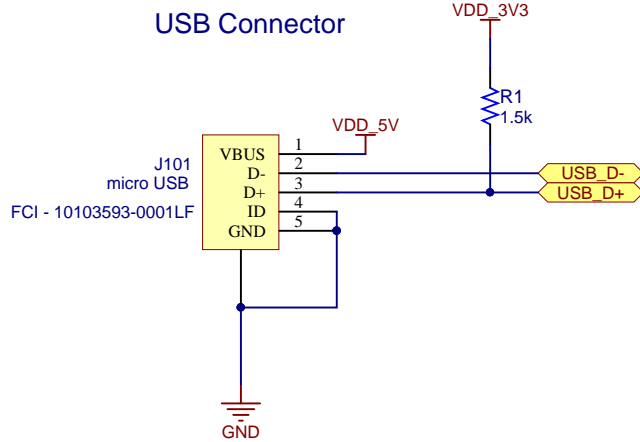 USB Connector
VDD_3V3
R1
1.5k
VDD_5V
J101
micro USB
FCI - 10103593-0001LF
VBUS 1
D- 2
D+ 3
ID 4
GND 5
USB_D-
USB_D+
GND